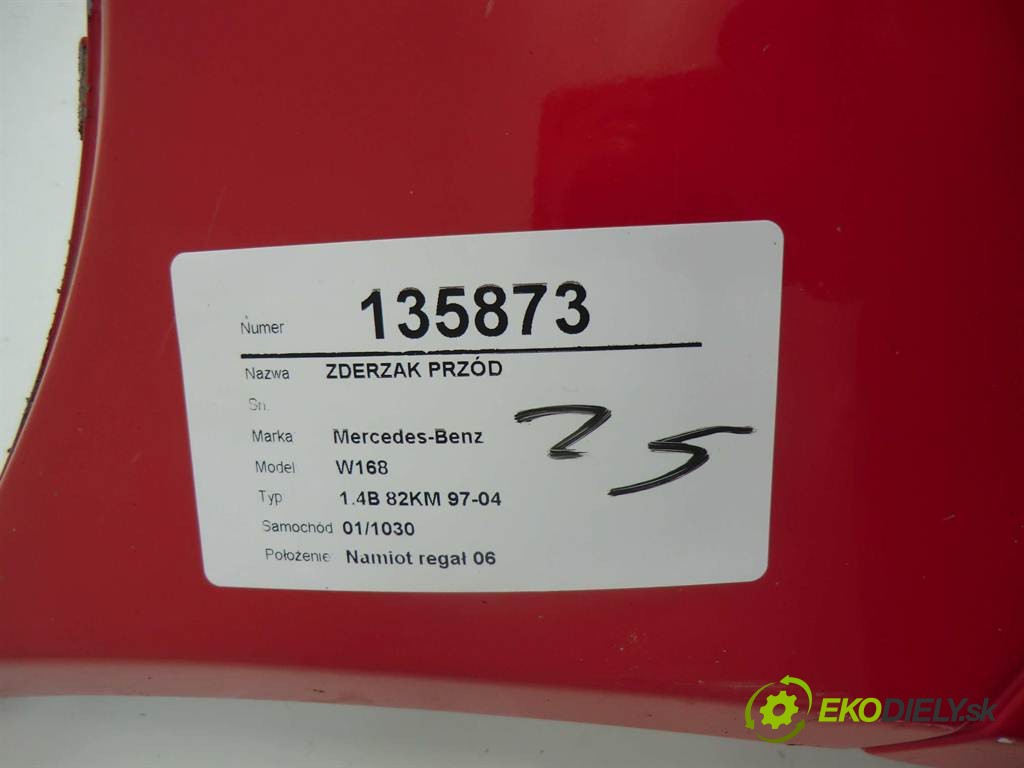 Numer 135873
Nazwa ZDERZAK PRZÓD
Sn.
Marka Mercedes-Benz
Model W168
Typ 1.4B 82KM 97-04
Samochód 01/1030
Położenie Namiot regał 06
25
EKODIELY.sk